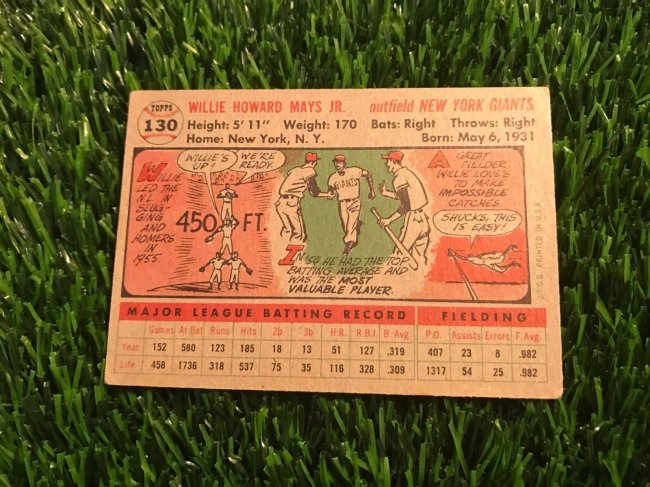 TOPPS
130
WILLIE HOWARD MAYS JR. outfield NEW YORK GIANTS
Height: 5' 11" Weight: 170 Bats: Right Throws: Right
Home: New York, N. Y. Born: May 6, 1931
WILLIE LED THE N.L IN SLUG-
GING AND HOMERS IN 1955.
WILLIE'S UP!
WE'RE READY.
450 FT.
GIANTS
IN '54 HE HAD THE TOP
BATTING AVERAGE AND
WAS THE MOST
VALUABLE PLAYER.
A GREAT
FIELDER,
WILLIE LOVES
TO MAKE
IMPOSSIBLE
CATCHES
SHUCKS, THIS
IS EASY!
T.C.G. PRINTED IN U.S.A.
MAJOR LEAGUE BATTING RECORD FIELDING
Games At Bat Runs Hits 2b 3b H.R. R.B.I. B. Avg P.O. Assists Errors F. Avg.
Year 152 580 123 185 18 13 51 127 .319 407 23 8 .982
Life 458 1736 318 537 75 35 116 328 .309 1317 54 25 .982